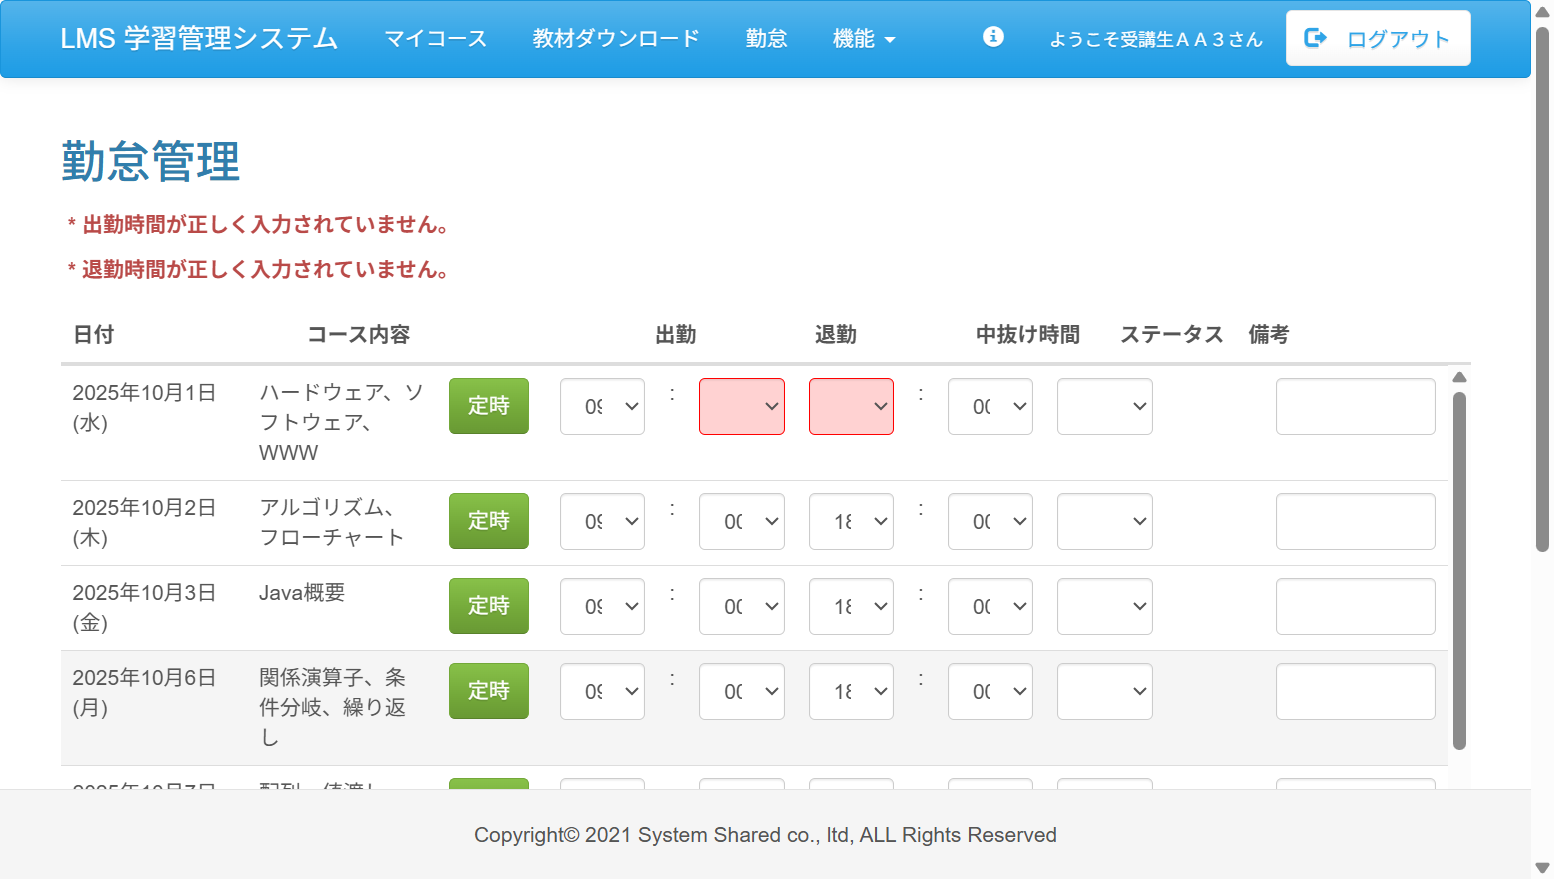 LMS 学習管理システム マイコース 教材ダウンロード 勤怠 機能 ようこそ受講生ＡＡ３さん ログアウト
勤怠管理
* 出勤時間が正しく入力されていません。
* 退勤時間が正しく入力されていません。
日付 コース内容 出勤 退勤 中抜け時間 ステータス 備考
2025年10月1日
(水)
ハードウェア、ソ
フトウェア、
WWW
定時 09 : 00
:
2025年10月2日
(木)
アルゴリズム、
フローチャート
定時 09 : 00 18 : 00
2025年10月3日
(金)
Java概要
定時 09 : 00 18 : 00
2025年10月6日
(月)
関係演算子、条
件分岐、繰り返
し
定時 09 : 00 18 : 00
2025年10月7日
Copyright© 2021 System Shared co., ltd, ALL Rights Reserved